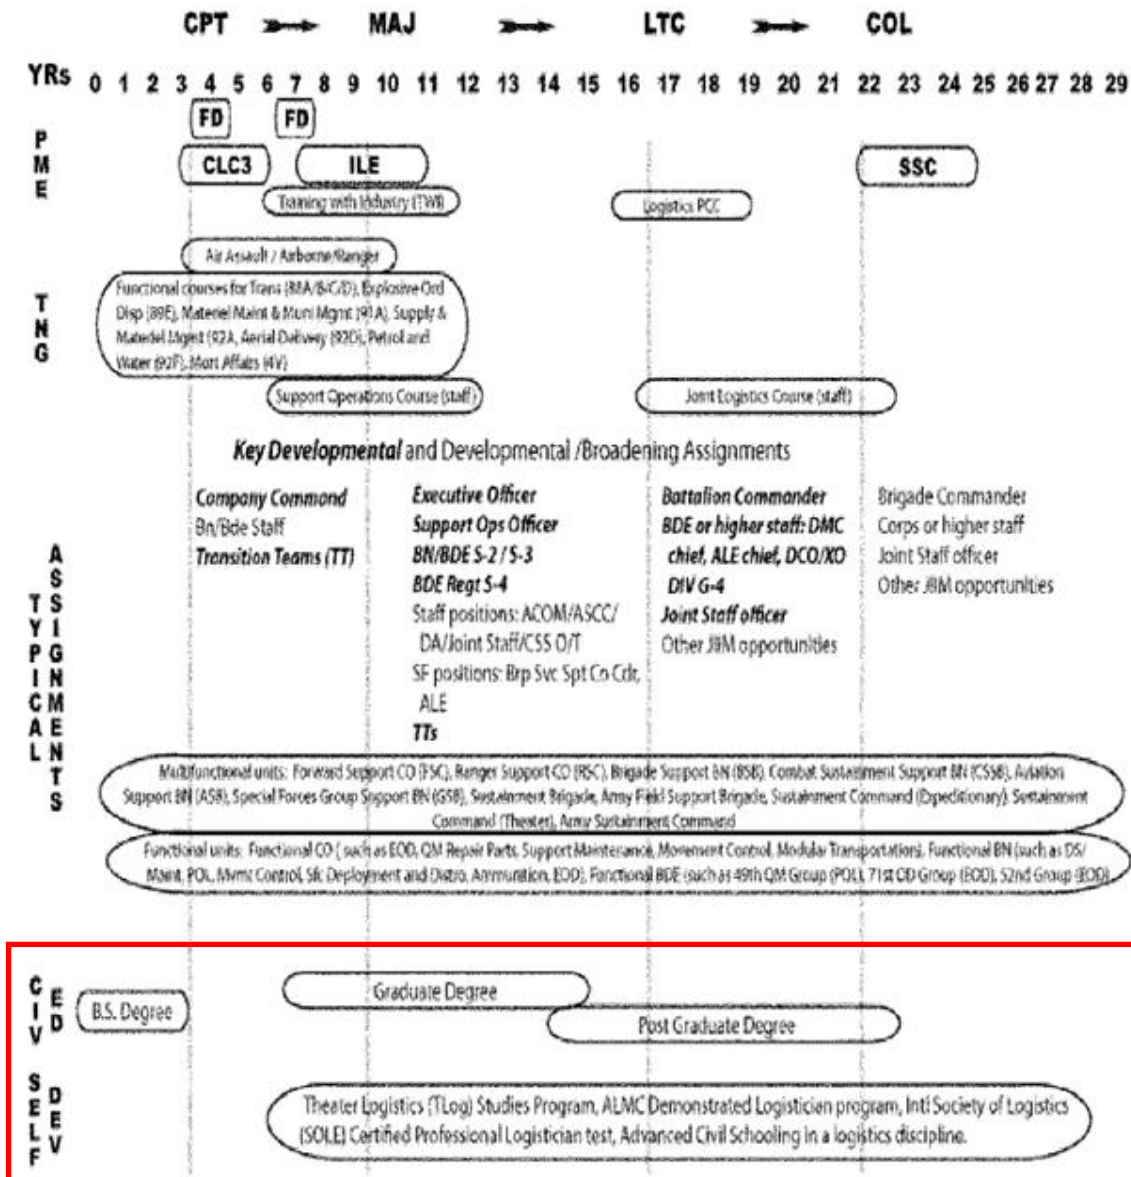 CPT MAJ LTC COL
YRs 0 1 2 3 4 5 6 7 8 9 10 11 12 13 14 15 16 17 18 19 20 21 22 23 24 25 26 27 28 29
PME
FD FD
CLC3 ILE SSC
Training with Industry (TWI) Logistics PCC
TNG
Air Assault / Airborne/Ranger
Functional courses for Trans (88A/B/C/D), Explosive Ord
Disp (89E), Materiel Maint & Muni Mgmt (91A), Supply &
Materiel Mgmt (92A, Aerial Delivery (92D), Petrol and
Water (92F), Mort Affairs (4V)
Support Operations Course (staff) Joint Logistics Course (staff)
Key Developmental and Developmental /Broadening Assignments
TYPICAL ASSIGNMENTS
Company Command
Bn/Bde Staff
Transition Teams (TT)
Executive Officer
Support Ops Officer
BN/BDE S-2 / S-3
BDE Regt S-4
Staff positions: ACOM/ASCC/
DA/Joint Staff/CSS O/T
SF positions: Spt Co Cdr,
ALE
TTs
Battalion Commander
BDE or higher staff: DMC
chief, ALE chief, DCO/XO
DIV G-4
Joint Staff officer
Other JIIM opportunities
Brigade Commander
Corps or higher staff
Joint Staff officer
Other JIIM opportunities
Multifunctional units: Forward Support CO (FSC), Ranger Support CO (RSC), Brigade Support BN (BSB), Combat Sustainment Support BN (CSSB), Aviation
Support BN (ASB), Special Forces Group Support BN (GSB), Sustainment Brigade, Army Field Support Brigade, Sustainment Command (Expeditionary), Sustainment
Command (Theater), Army Sustainment Command
Functional units: Functional CO ( such as EOD, QM Repair Parts, Support Maintenance, Movement Control, Modular Transportation), Functional BN (such as DS/
Maint, POL, Mvmt Control, Deployment and Distro, Ammunition, EOD), Functional BDE (such as 49th QM Group (POL), 71st OD Group (EOD), 52nd Group (EOD)
CIV ED
B.S. Degree Graduate Degree
Post Graduate Degree
SELF DEV
Theater Logistics (TLog) Studies Program, ALMC Demonstrated Logistician program, Intl Society of Logistics
(SOLE) Certified Professional Logistician test, Advanced Civil Schooling in a logistics discipline.